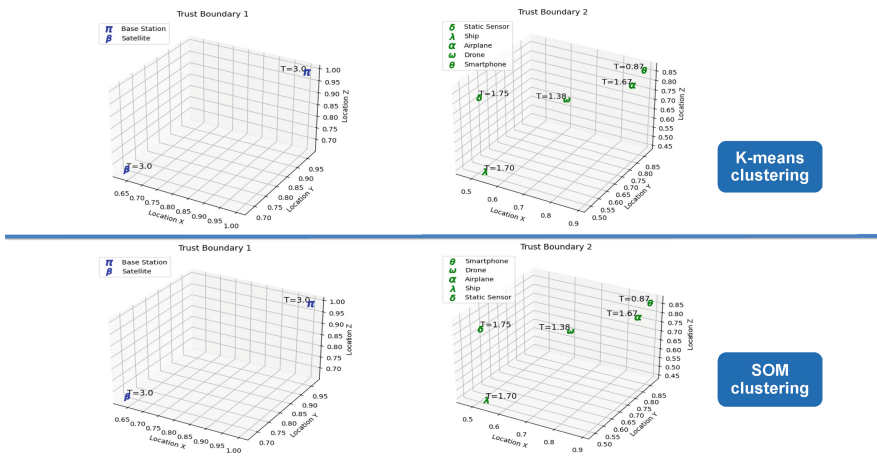 Trust Boundary 1
π Base Station
β Satellite
T=3.0
π
T=3.0
β
1.00
0.95
0.90
0.85
0.80
0.75
0.70
Location Z
0.65 0.70 0.75 0.80 0.85 0.90 0.95 1.00
Location X
0.70
0.75
0.80
0.85
0.90
0.95
Location Y
Trust Boundary 2
δ Static Sensor
λ Ship
α Airplane
ω Drone
θ Smartphone
T=0.87
θ
T=1.67
α
T=1.75
δ
T=1.38
ω
T=1.70
λ
0.85
0.80
0.75
0.70
0.65
0.60
0.55
0.50
0.45
Location Z
0.5 0.6 0.7 0.8 0.9
Location X
0.50
0.55
0.60
0.65
0.70
0.75
0.80
0.85
Location Y
K-means
clustering
Trust Boundary 1
π Base Station
β Satellite
T=3.0
π
T=3.0
β
1.00
0.95
0.90
0.85
0.80
0.75
0.70
Location Z
0.65 0.70 0.75 0.80 0.85 0.90 0.95 1.00
Location X
0.70
0.75
0.80
0.85
0.90
0.95
Location Y
Trust Boundary 2
θ Smartphone
ω Drone
α Airplane
λ Ship
δ Static Sensor
T=0.87
θ
T=1.67
α
T=1.75
δ
T=1.38
ω
T=1.70
λ
0.85
0.80
0.75
0.70
0.65
0.60
0.55
0.50
0.45
Location Z
0.5 0.6 0.7 0.8 0.9
Location X
0.50
0.55
0.60
0.65
0.70
0.75
0.80
0.85
Location Y
SOM
clustering